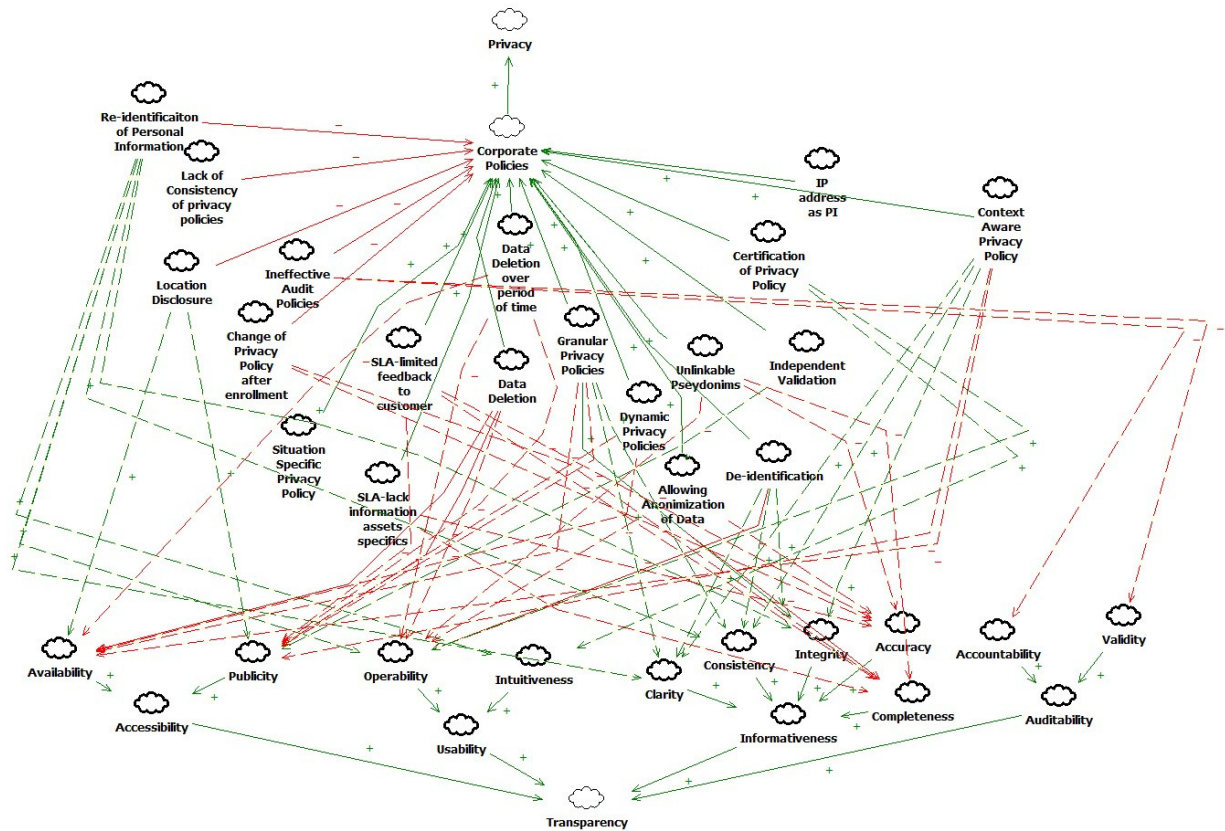 Privacy
Re-identificaiton
of Personal
Information
Corporate
Policies
Lack of
Consistency
of privacy
policies
IP
address
as PI
Context
Aware
Privacy
Policy
Location
Disclosure
Ineffective
Audit
Policies
Data
Deletion
over
period
of time
Certification
of Privacy
Policy
Change of
Privacy
Policy
after
enrollment
SLA-limited
feedback
to
customer
Data
Deletion
Granular
Privacy
Policies
Unlinkable
Pseydonims
Independent
Validation
Dynamic
Privacy
Policies
Situation
Specific
Privacy
Policy
SLA-lack
information
assets
specifics
Allowing
Anonimization
of Data
De-identification
Availability
Publicity
Operability
Intuitiveness
Clarity
Consistency
Integrity
Accuracy
Accountability
Validity
Accessibility
Usability
Informativeness
Completeness
Auditability
Transparency